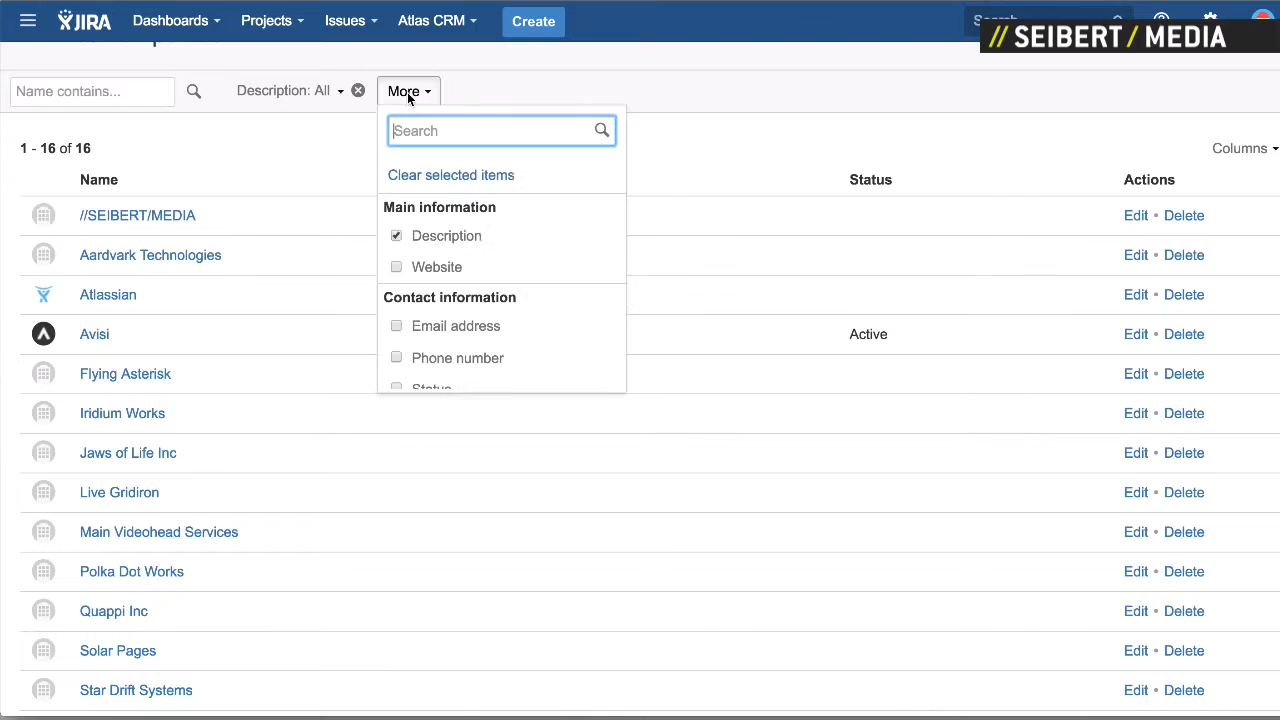 JIRA Dashboards Projects Issues Atlas CRM Create Search
// SEIBERT / MEDIA
Name contains... Description: All More
Search
Clear selected items
Main information
Description
Website
Contact information
Email address
Phone number
Status
1 - 16 of 16 Columns
Name Status Actions
//SEIBERT/MEDIA Edit • Delete
Aardvark Technologies Edit • Delete
Atlassian Edit • Delete
Avisi Active Edit • Delete
Flying Asterisk Edit • Delete
Iridium Works Edit • Delete
Jaws of Life Inc Edit • Delete
Live Gridiron Edit • Delete
Main Videohead Services Edit • Delete
Polka Dot Works Edit • Delete
Quappi Inc Edit • Delete
Solar Pages Edit • Delete
Star Drift Systems Edit • Delete